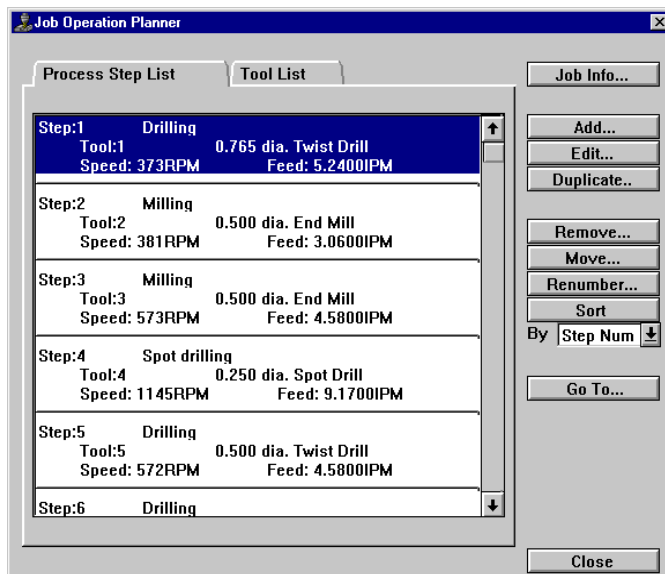 Job Operation Planner
Process Step List
Tool List
Step:1 Drilling
Tool:1 0.765 dia. Twist Drill
Speed: 373RPM Feed: 5.2400IPM
Step:2 Milling
Tool:2 0.500 dia. End Mill
Speed: 381RPM Feed: 3.0600IPM
Step:3 Milling
Tool:3 0.500 dia. End Mill
Speed: 573RPM Feed: 4.5800IPM
Step:4 Spot drilling
Tool:4 0.250 dia. Spot Drill
Speed: 1145RPM Feed: 9.1700IPM
Step:5 Drilling
Tool:5 0.500 dia. Twist Drill
Speed: 572RPM Feed: 4.5800IPM
Step:6 Drilling
Job Info...
Add...
Edit...
Duplicate..
Remove...
Move...
Renumber...
Sort
By Step Num
Go To...
Close